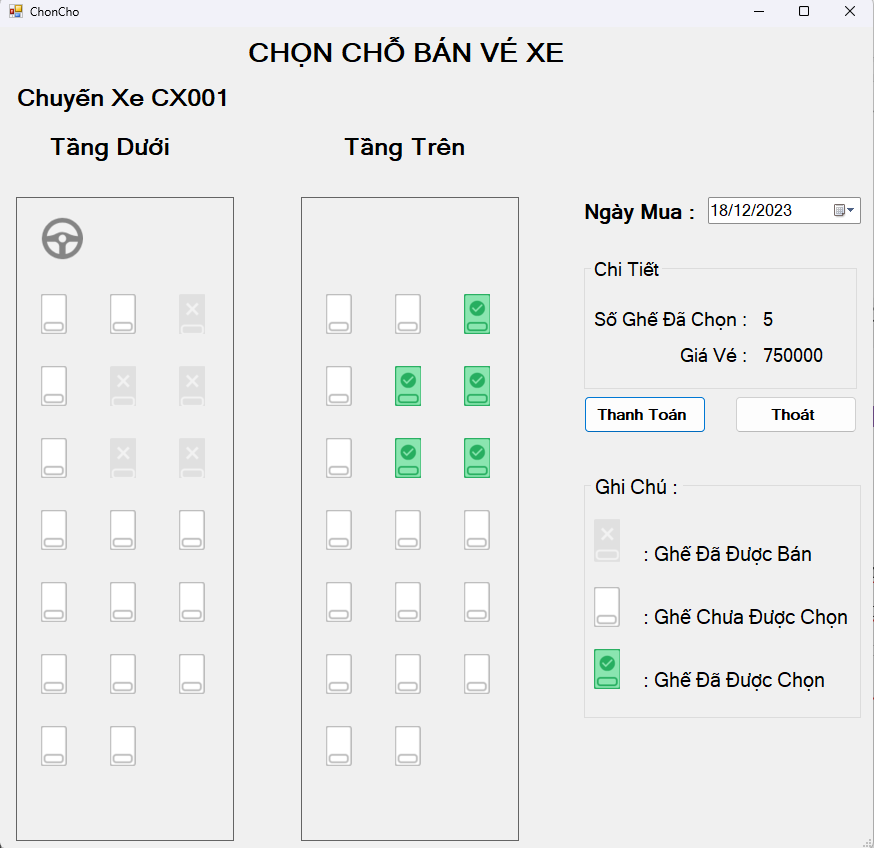 ChonCho
CHỌN CHỖ BÁN VÉ XE
Chuyến Xe CX001
Tầng Dưới
Tầng Trên
Ngày Mua : 18/12/2023
Chi Tiết
Số Ghế Đã Chọn : 5
Giá Vé : 750000
Thanh Toán
Thoát
Ghi Chú :
: Ghế Đã Được Bán
: Ghế Chưa Được Chọn
: Ghế Đã Được Chọn